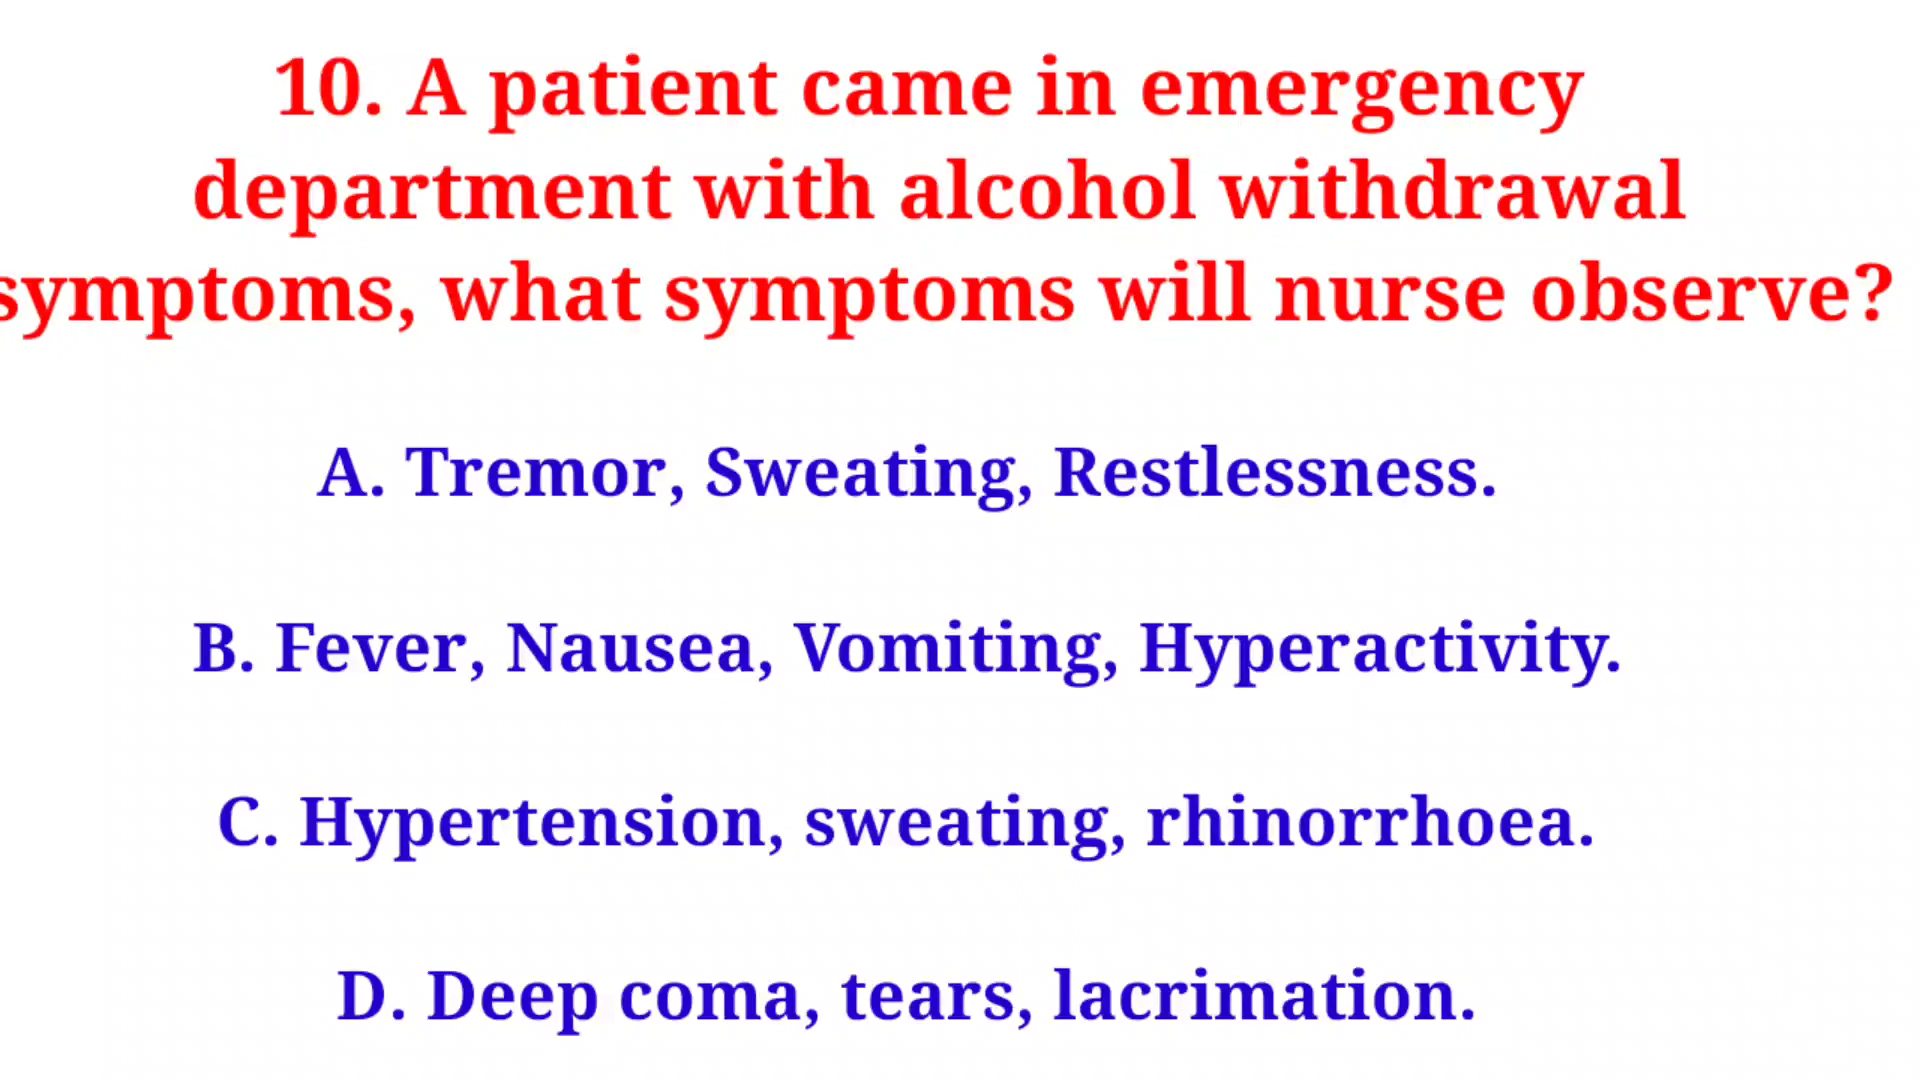 10. A patient came in emergency
department with alcohol withdrawal
symptoms, what symptoms will nurse observe?
A. Tremor, Sweating, Restlessness.
B. Fever, Nausea, Vomiting, Hyperactivity.
C. Hypertension, sweating, rhinorrhoea.
D. Deep coma, tears, lacrimation.